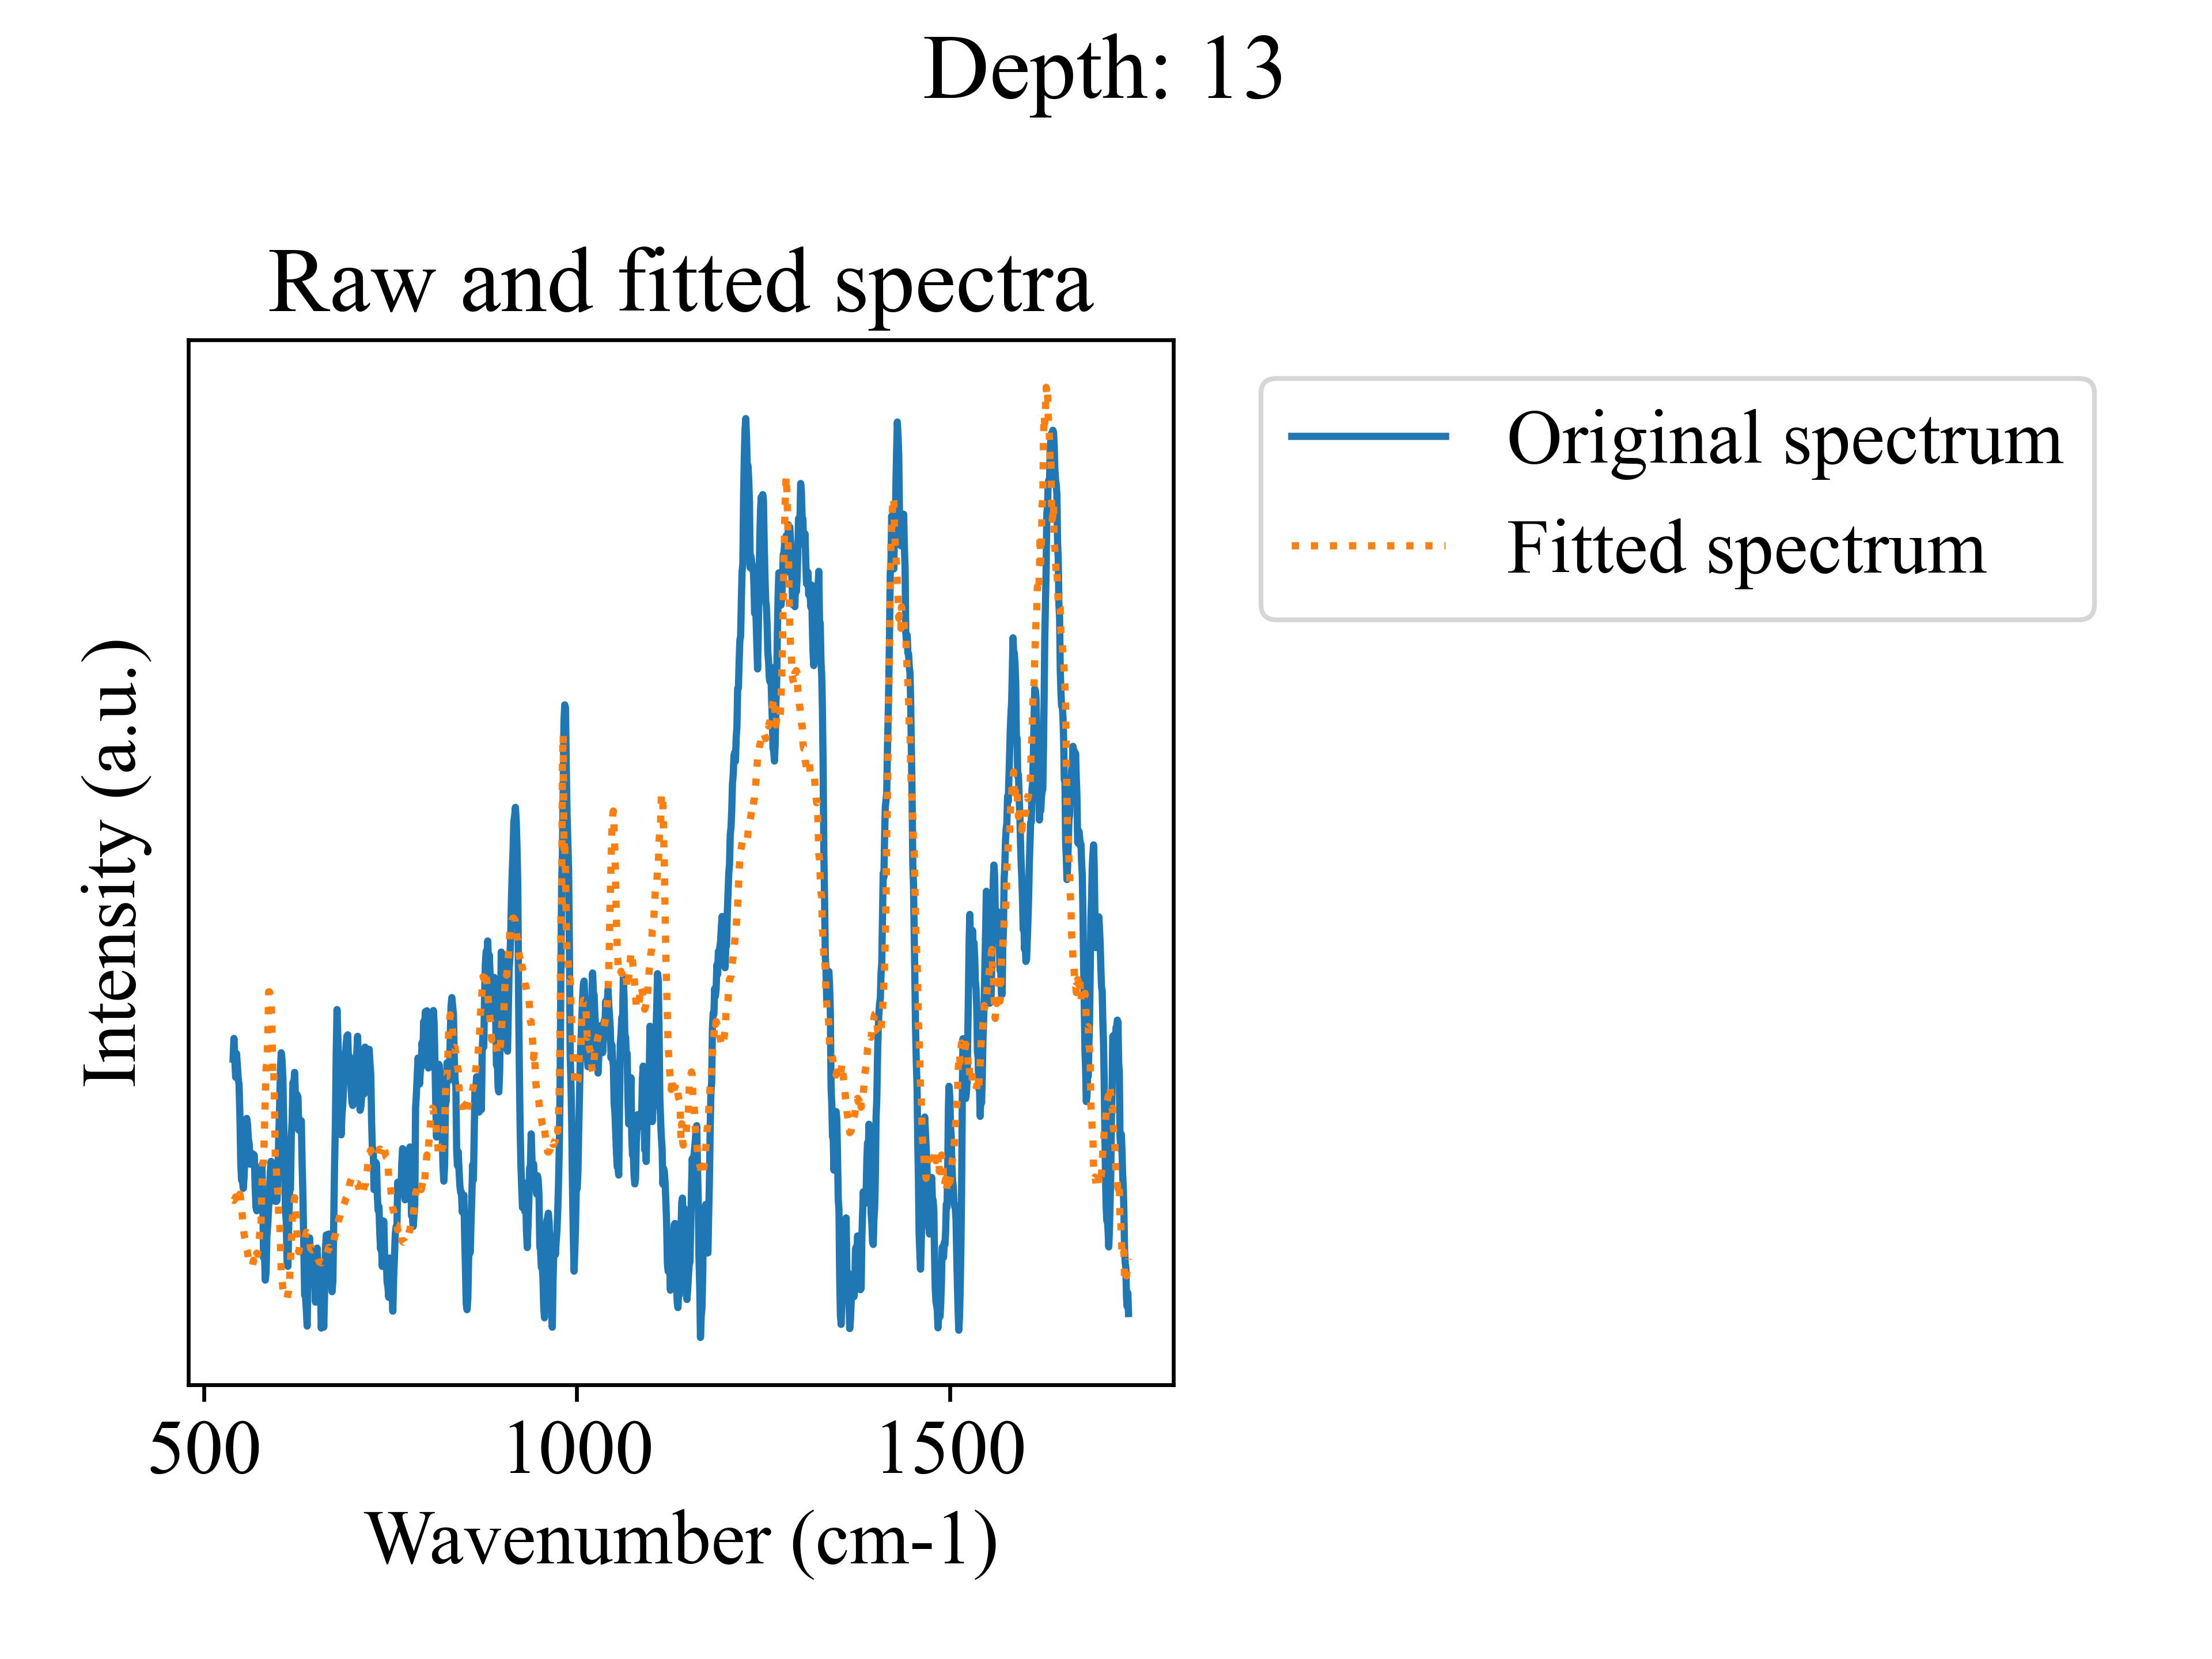 Depth: 13
Raw and fitted spectra
Original spectrum
Fitted spectrum
Intensity (a.u.)
500 1000 1500
Wavenumber (cm-1)